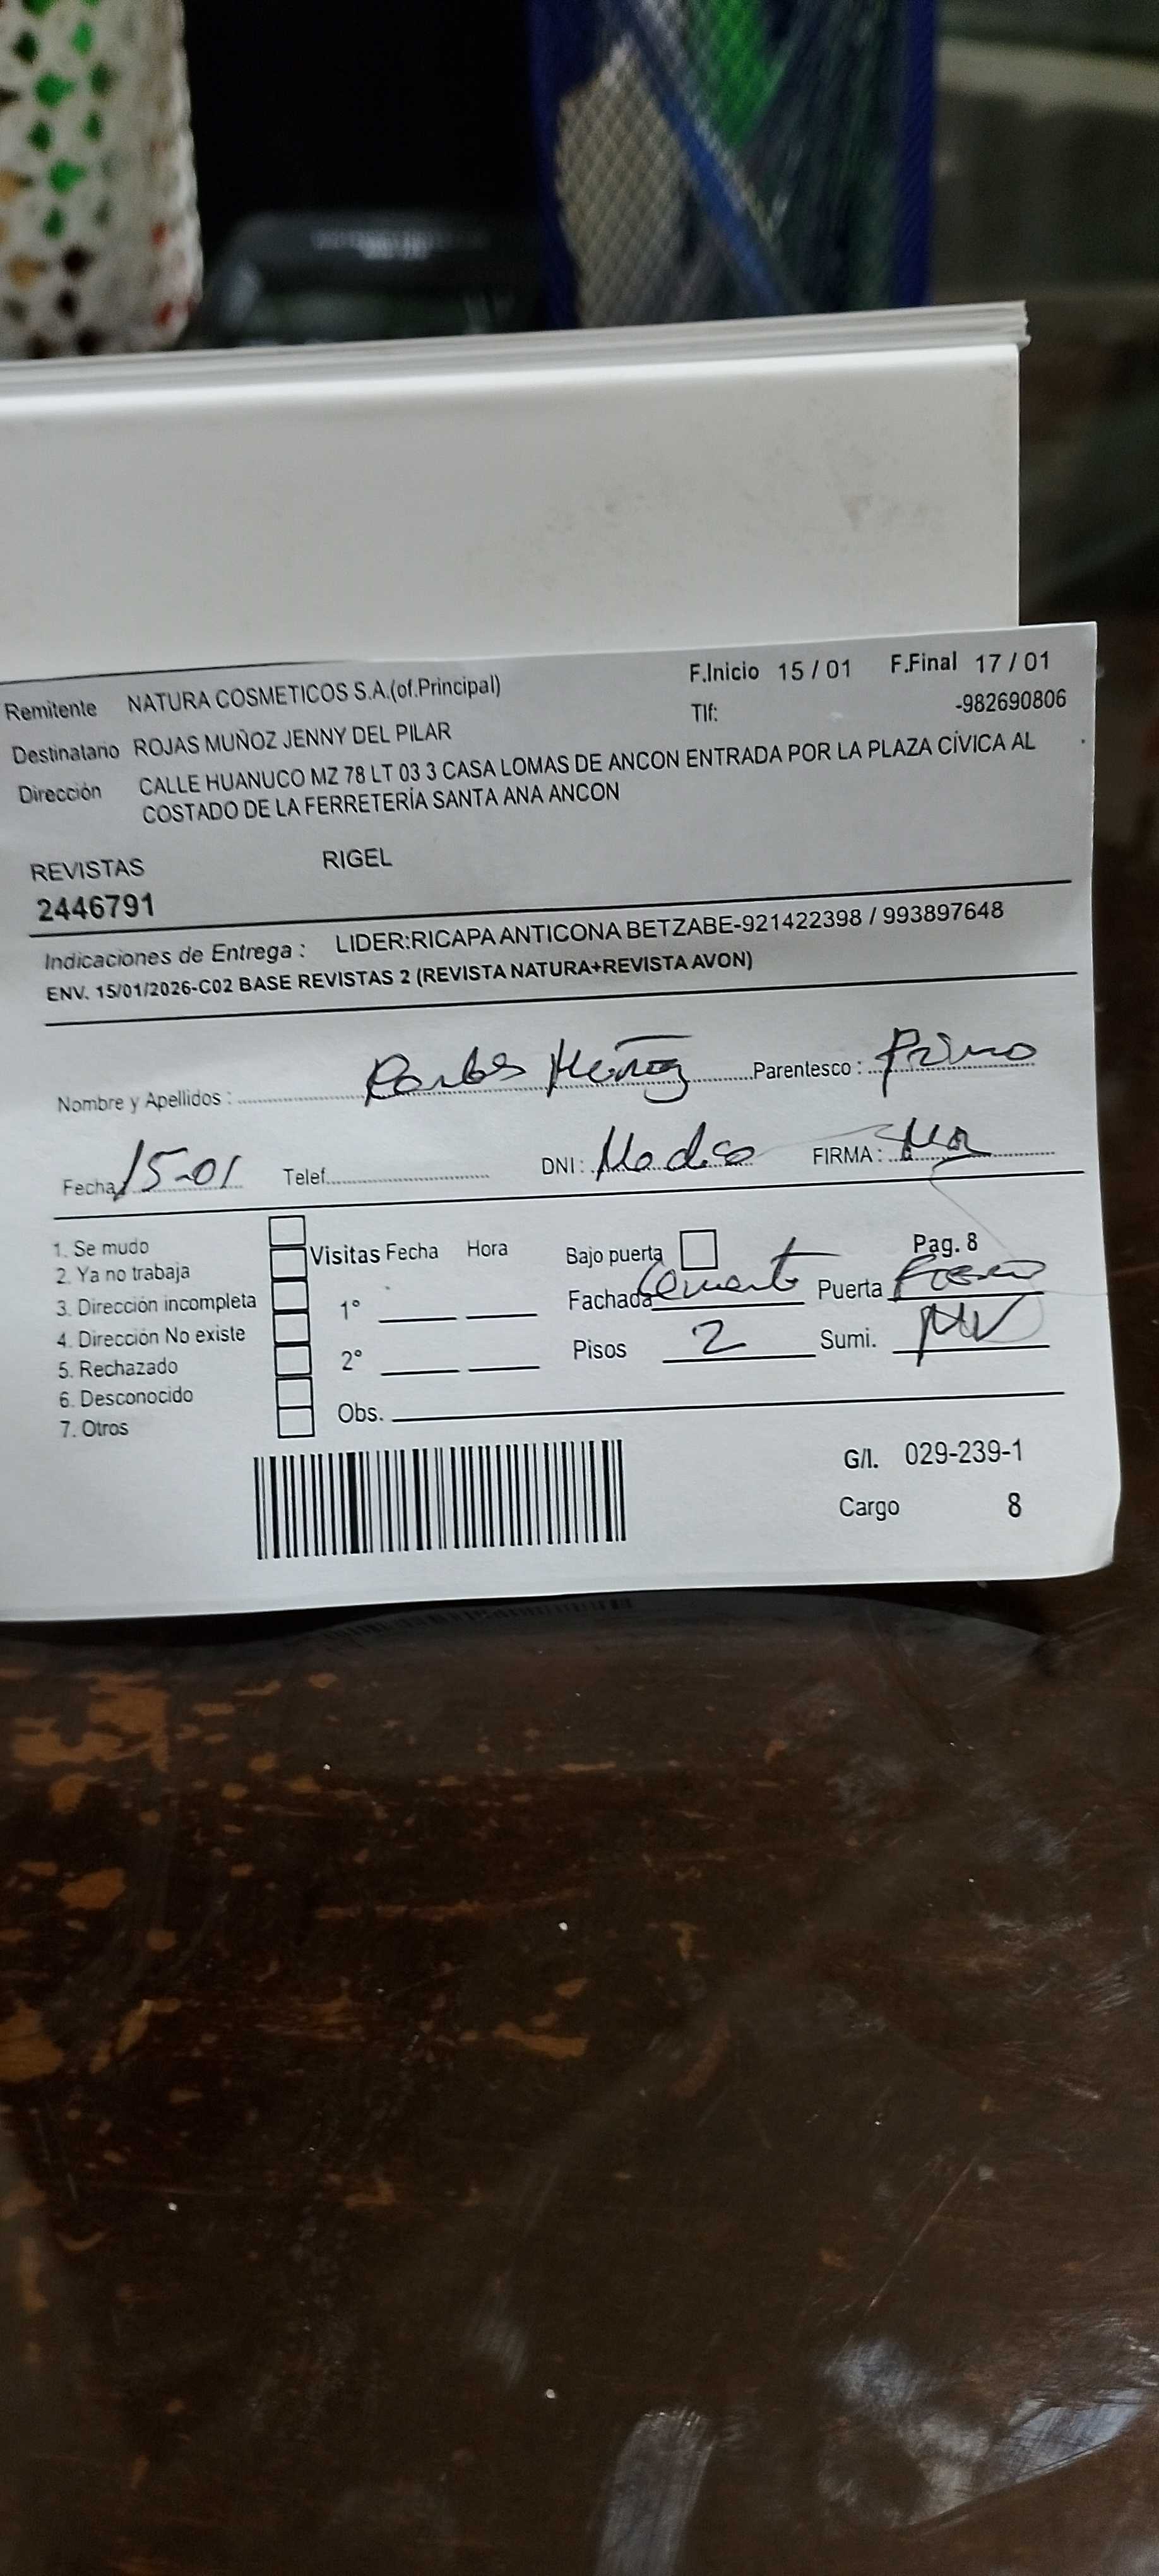 F.Inicio 15 / 01 F.Final 17 / 01
Remitente NATURA COSMETICOS S.A.(of.Principal)
Tlf: -982690806
Destinatario ROJAS MUÑOZ JENNY DEL PILAR
Dirección CALLE HUANUCO MZ 78 LT 03 3 CASA LOMAS DE ANCON ENTRADA POR LA PLAZA CÍVICA AL
COSTADO DE LA FERRETERÍA SANTA ANA ANCON
REVISTAS RIGEL
2446791
Indicaciones de Entrega : LIDER:RICAPA ANTICONA BETZABE-921422398 / 993897648
ENV. 15/01/2026-C02 BASE REVISTAS 2 (REVISTA NATURA+REVISTA AVON)
Nombre y Apellidos : Carlos Muñoz Parentesco : Primo
Fecha 15-01 Telef. DNI : FIRMA :
1. Se mudo
2. Ya no trabaja
3. Dirección incompleta
4. Dirección No existe
5. Rechazado
6. Desconocido
7. Otros
Visitas Fecha Hora
1°
2°
Obs.
Bajo puerta Pag. 8
Fachada Cemento Puerta Fierro
Pisos 2 Sumi.
G/I. 029-239-1
Cargo 8